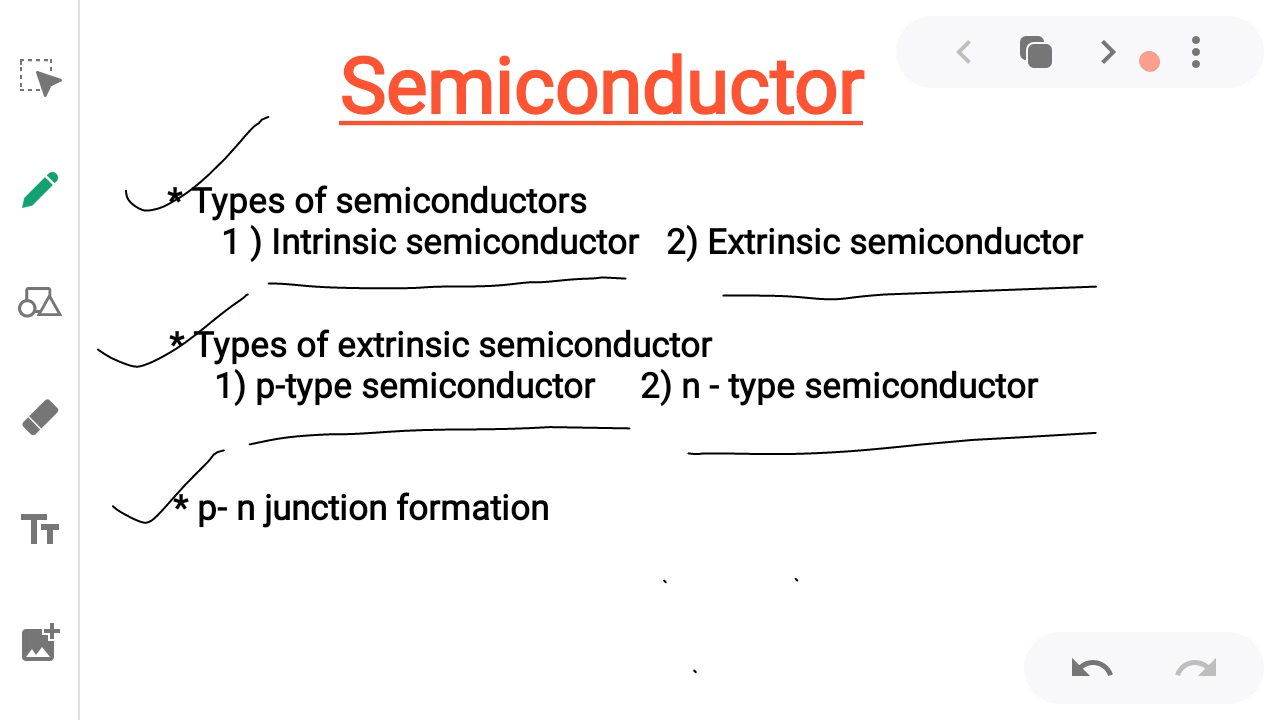 Semiconductor
* Types of semiconductors
1 ) Intrinsic semiconductor 2) Extrinsic semiconductor
* Types of extrinsic semiconductor
1) p-type semiconductor 2) n - type semiconductor
* p- n junction formation